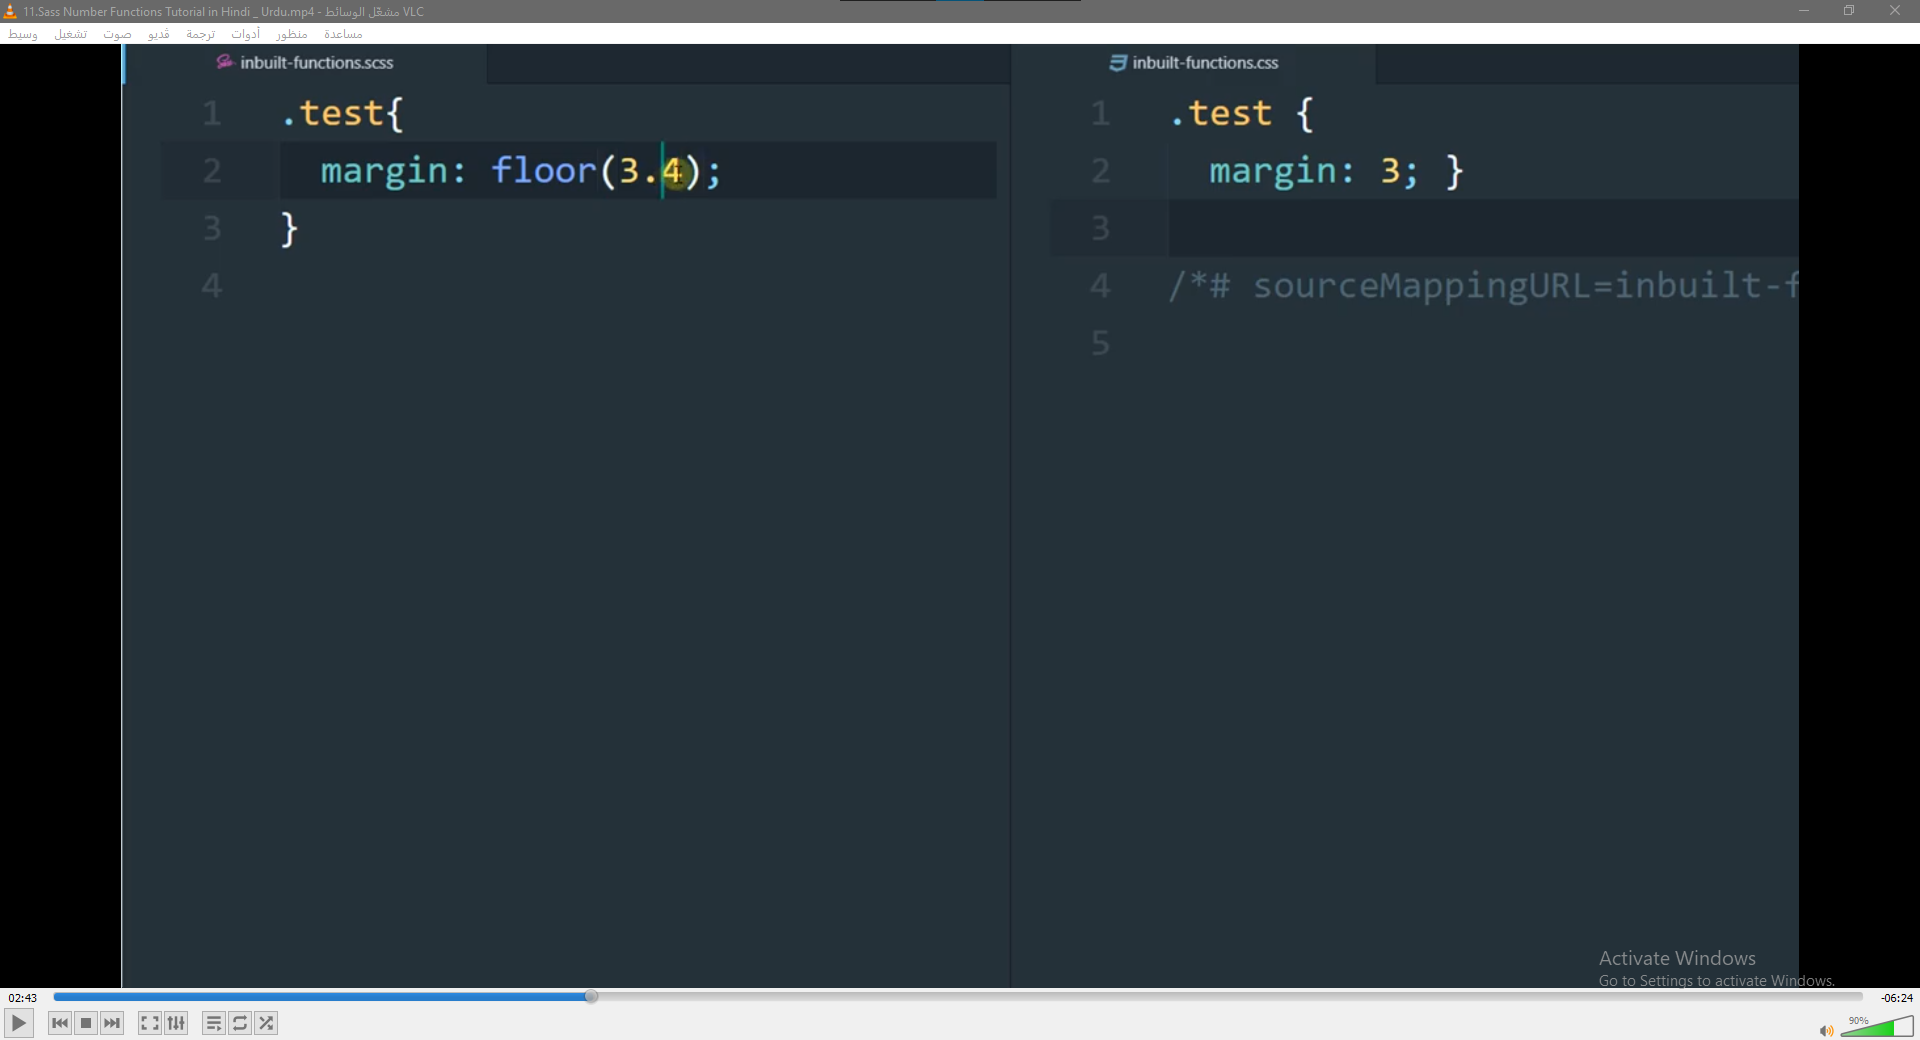 11.Sass Number Functions Tutorial in Hindi _ Urdu.mp4 - مشغّل الوسائط VLC
وسيط تشغيل صوت ڤديو ترجمة أدوات منظور مساعدة
inbuilt-functions.scss
1 .test{
2 margin: floor(3.4);
3 }
4
inbuilt-functions.css
1 .test {
2 margin: 3; }
3
4 /*# sourceMappingURL=inbuilt-f
5
Activate Windows
Go to Settings to activate Windows.
02:43
-06:24
90%